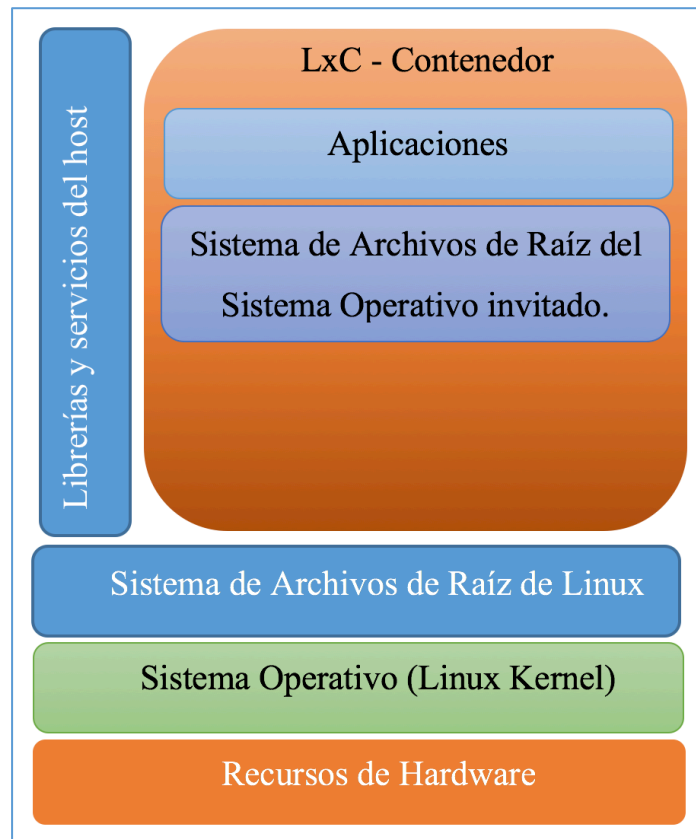 Librerías y servicios del host
LxC - Contenedor
Aplicaciones
Sistema de Archivos de Raíz del
Sistema Operativo invitado.
Sistema de Archivos de Raíz de Linux
Sistema Operativo (Linux Kernel)
Recursos de Hardware